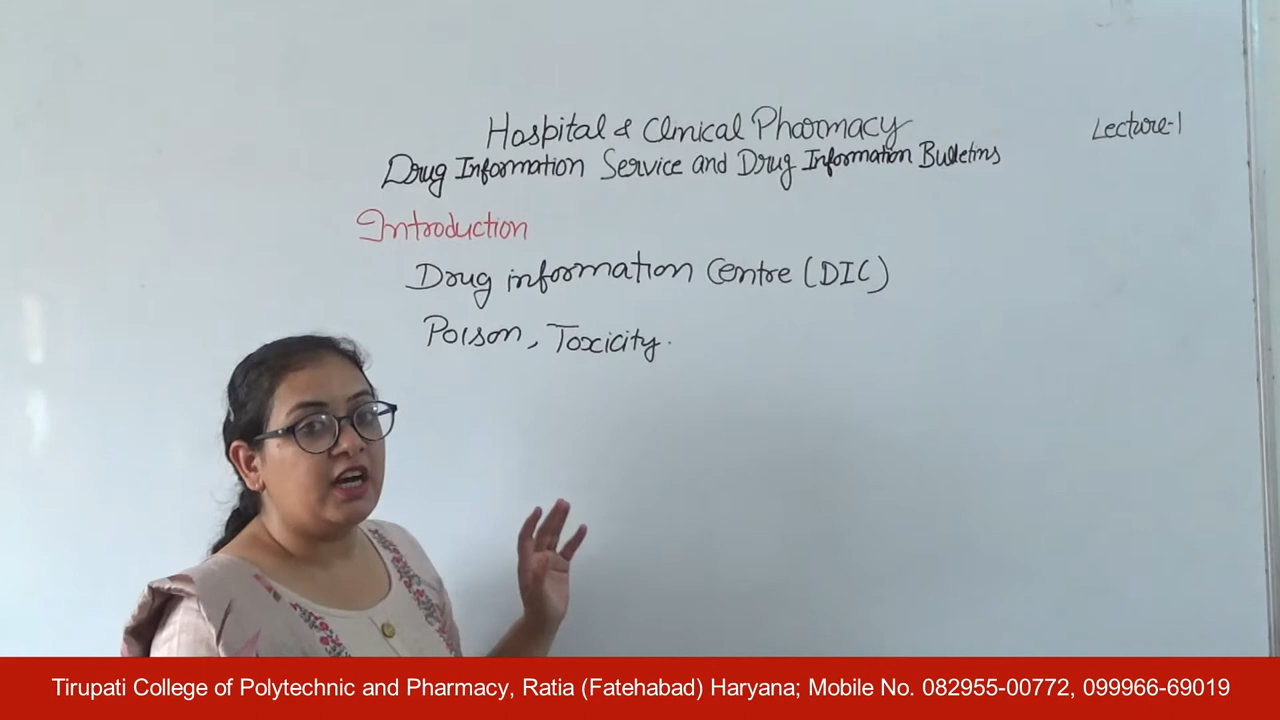 Hospital & Clinical Pharmacy
Lecture-1
Drug Information Service and Drug Information Bulletins
Introduction
Drug information Centre (DIC)
Poison, Toxicity.
Tirupati College of Polytechnic and Pharmacy, Ratia (Fatehabad) Haryana; Mobile No. 082955-00772, 099966-69019